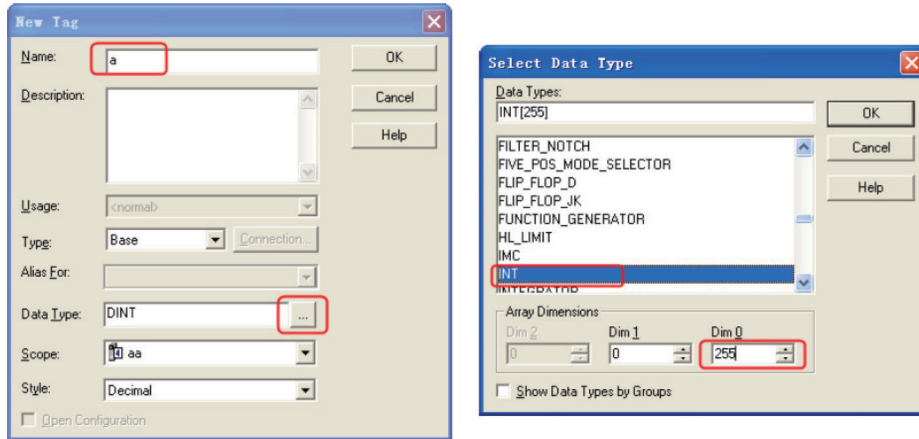 New Tag
Name: a
OK
Description:
Cancel
Help
Usage: <normal>
Type: Base Connection...
Alias For:
Data Type: DINT ...
Scope: aa
Style: Decimal
Open Configuration
Select Data Type
Data Types:
INT[255]
OK
FILTER_NOTCH
Cancel
FIVE_POS_MODE_SELECTOR
FLIP_FLOP_D
Help
FLIP_FLOP_JK
FUNCTION_GENERATOR
HL_LIMIT
IMC
INT
INTEGRATOR
Array Dimensions
Dim 2 Dim 1 Dim 0
0 0 255
Show Data Types by Groups